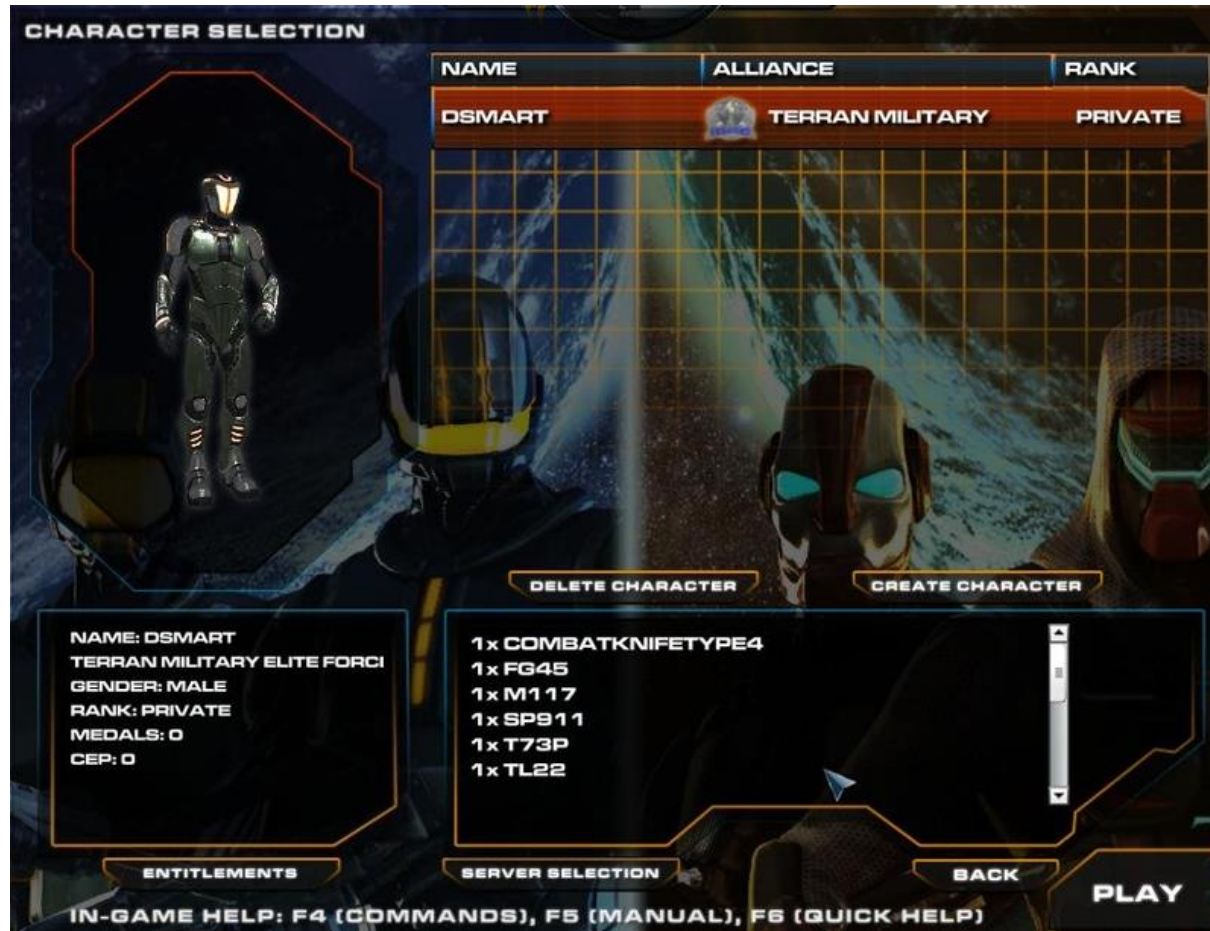 CHARACTER SELECTION
NAME ALLIANCE RANK
DSMART TERRAN MILITARY PRIVATE
DELETE CHARACTER CREATE CHARACTER
NAME: DSMART
TERRAN MILITARY ELITE FORCI
GENDER: MALE
RANK: PRIVATE
MEDALS: 0
CEP: 0
1x COMBATKNIFETYPE4
1x FG45
1x M117
1x SP911
1x T73P
1x TL22
ENTITLEMENTS SERVER SELECTION BACK PLAY
IN-GAME HELP: F4 (COMMANDS), F5 (MANUAL), F6 (QUICK HELP)